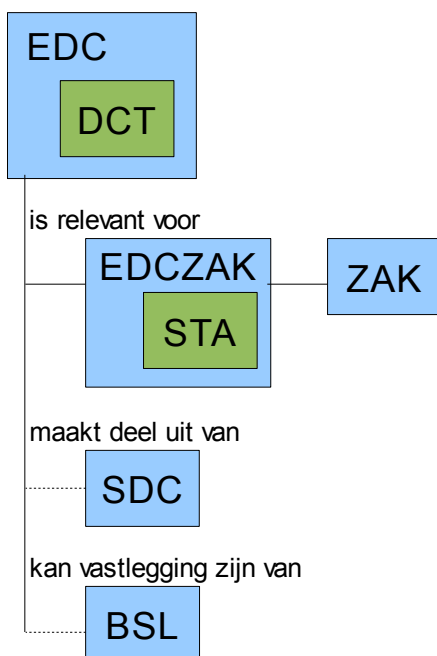 EDC
DCT
is relevant voor
EDCZAK
ZAK
STA
maakt deel uit van
SDC
kan vastlegging zijn van
BSL